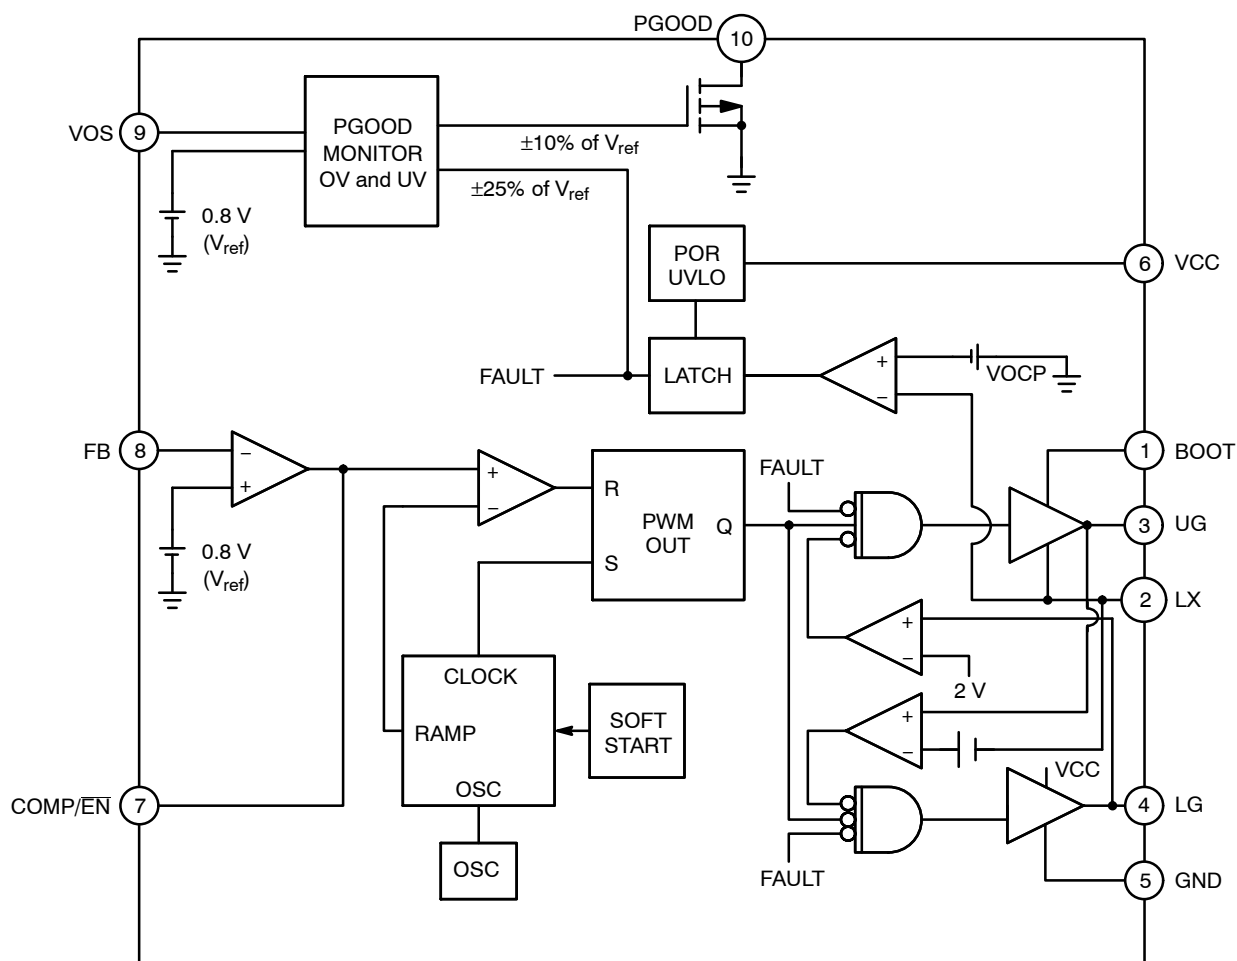 PGOOD
10
VOS
9
PGOOD
MONITOR
OV and UV
±10% of Vref
±25% of Vref
0.8 V
(Vref)
POR
UVLO
6
VCC
FAULT
LATCH
+
−
VOCP
FB
8
−
+
0.8 V
(Vref)
+
−
R
S
PWM
OUT
Q
FAULT
1
BOOT
3
UG
2
LX
+
−
2 V
CLOCK
RAMP
OSC
SOFT
START
+
−
VCC
COMP/EN
7
4
LG
OSC
FAULT
5
GND